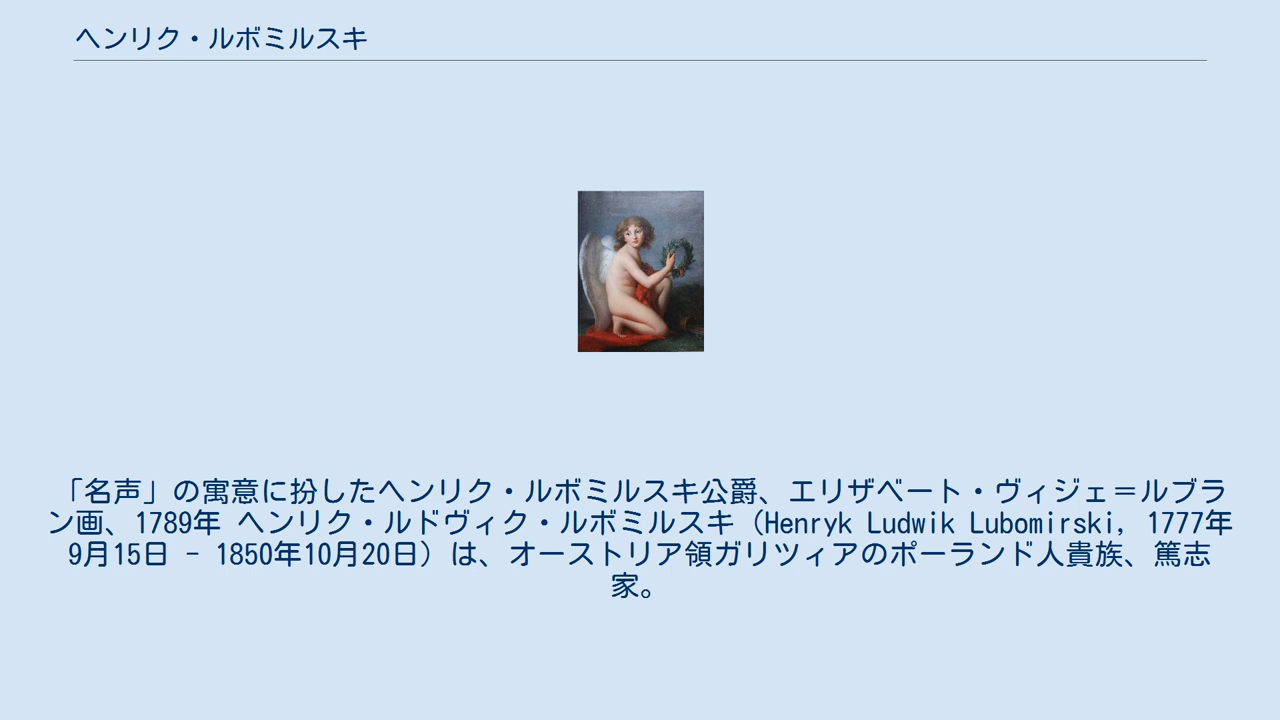 ヘンリク・ルボミルスキ
「名声」の寓意に扮したヘンリク・ルボミルスキ公爵、エリザベート・ヴィジェ＝ルブラ
ン画、1789年 ヘンリク・ルドヴィク・ルボミルスキ（Henryk Ludwik Lubomirski, 1777年
9月15日 - 1850年10月20日）は、オーストリア領ガリツィアのポーランド人貴族、篤志
家。